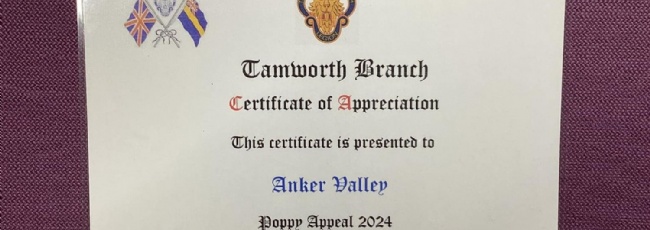 Tamworth Branch
Certificate of Appreciation
This certificate is presented to
Anker Valley
Poppy Appeal 2024